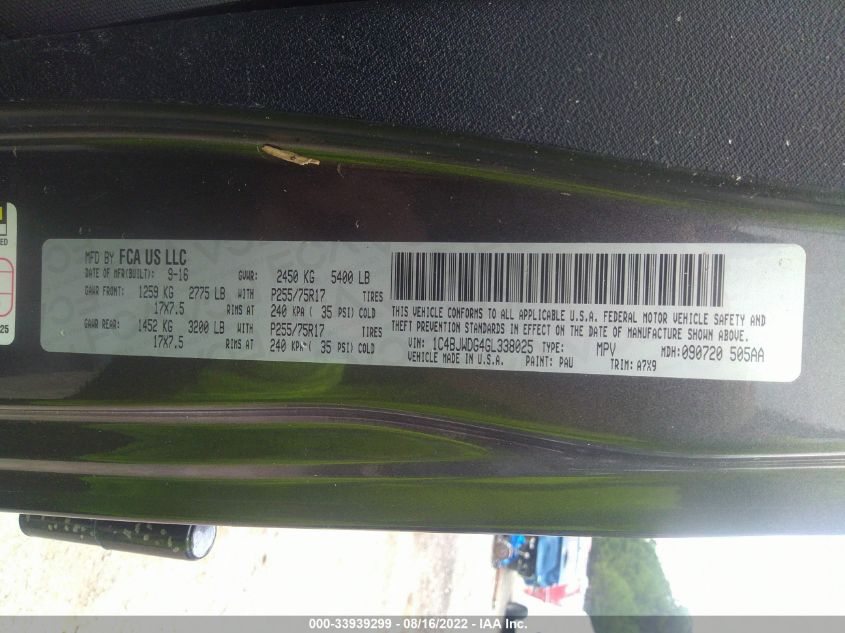 ED
25
MFD BY FCA US LLC
DATE OF MFR(BUILT): 9-16 GVWR: 2450 KG 5400 LB
GAWR FRONT: 1259 KG 2775 LB WITH P255/75R17 TIRES
17X7.5 RIMS AT 240 KPA( 35 PSI) COLD
GAWR REAR: 1452 KG 3200 LB WITH P255/75R17 TIRES
17X7.5 RIMS AT 240 KPA( 35 PSI) COLD
THIS VEHICLE CONFORMS TO ALL APPLICABLE U.S.A. FEDERAL MOTOR VEHICLE SAFETY AND
THEFT PREVENTION STANDARDS IN EFFECT ON THE DATE OF MANUFACTURE SHOWN ABOVE.
VIN: 1C4BJWDG4GL338025 TYPE: MPV MDH:090720 505AA
VEHICLE MADE IN U.S.A. PAINT: PAU TRIM: A7X9
000-33939299 - 08/16/2022 - IAA Inc.